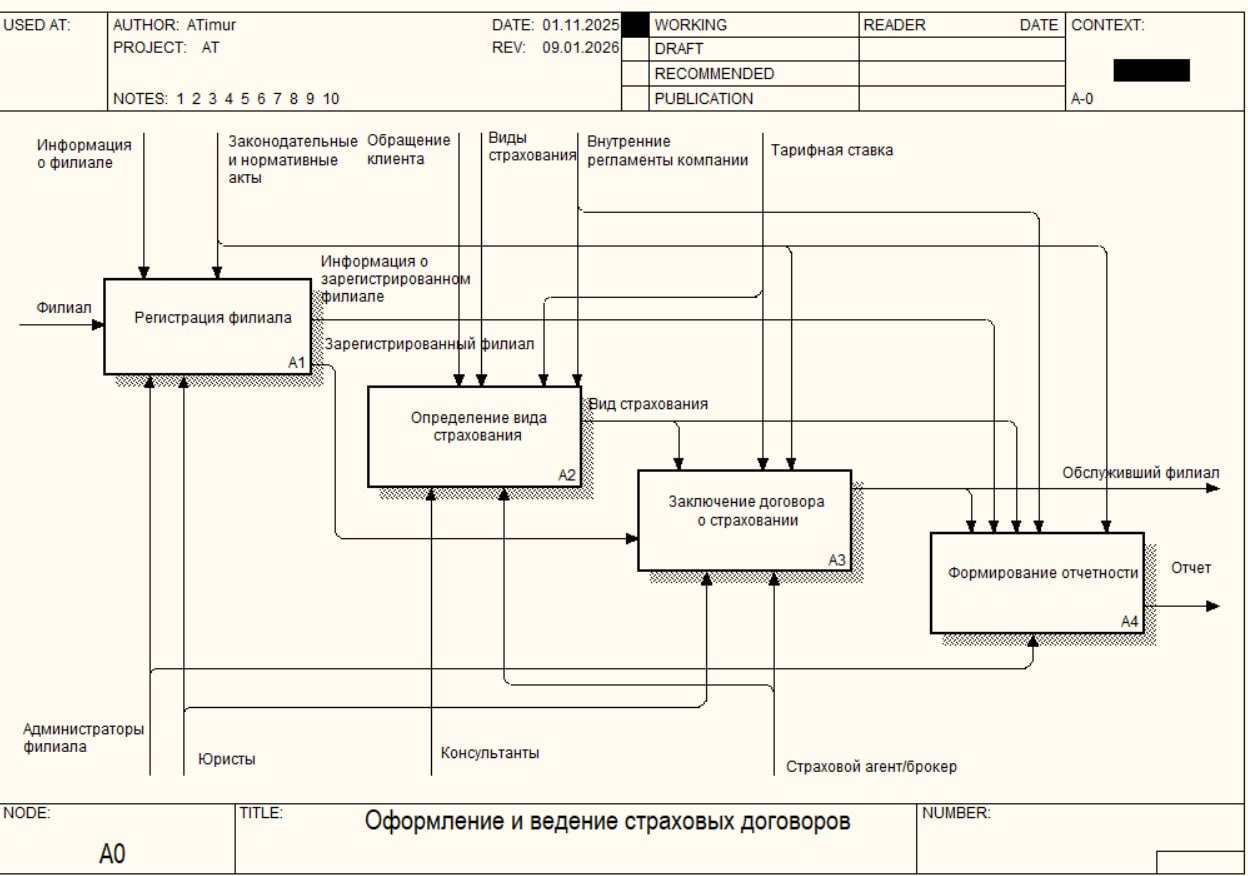 USED AT:
AUTHOR: ATimur
DATE: 01.11.2025
PROJECT: AT
REV: 09.01.2026
NOTES: 1 2 3 4 5 6 7 8 9 10
WORKING
DRAFT
RECOMMENDED
PUBLICATION
READER
DATE
CONTEXT:
A-0
Информация
о филиале
Законодательные
и нормативные
акты
Обращение
клиента
Виды
страхования
Внутренние
регламенты компании
Тарифная ставка
Филиал
Регистрация филиала
A1
Информация о
зарегистрированном
филиале
Зарегистрированный филиал
Определение вида
страхования
A2
Вид страхования
Заключение договора
о страховании
A3
Обслуживший филиал
Формирование отчетности
A4
Отчет
Администраторы
филиала
Юристы
Консультанты
Страховой агент/брокер
NODE:
A0
TITLE:
Оформление и ведение страховых договоров
NUMBER: